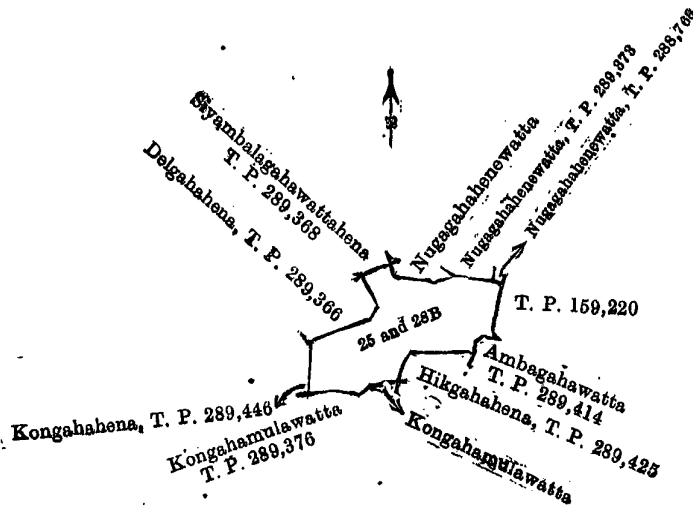 Siyambalagahawattahena
T. P. 289,368
Delgahahena, T. P. 289,366
Nugagahahenewatta
Nugagahahenewatta, T. P. 289,373
Nugagahahenewatta, T. P. 288,768
25 and 28B
T. P. 159,220
Ambagahawatta
T. P. 289,414
Hikgahahena, T. P. 289,425
Kongahahena, T. P. 289,446
Kongahamulawatta
T. P. 289,376
Kongahamulawatta